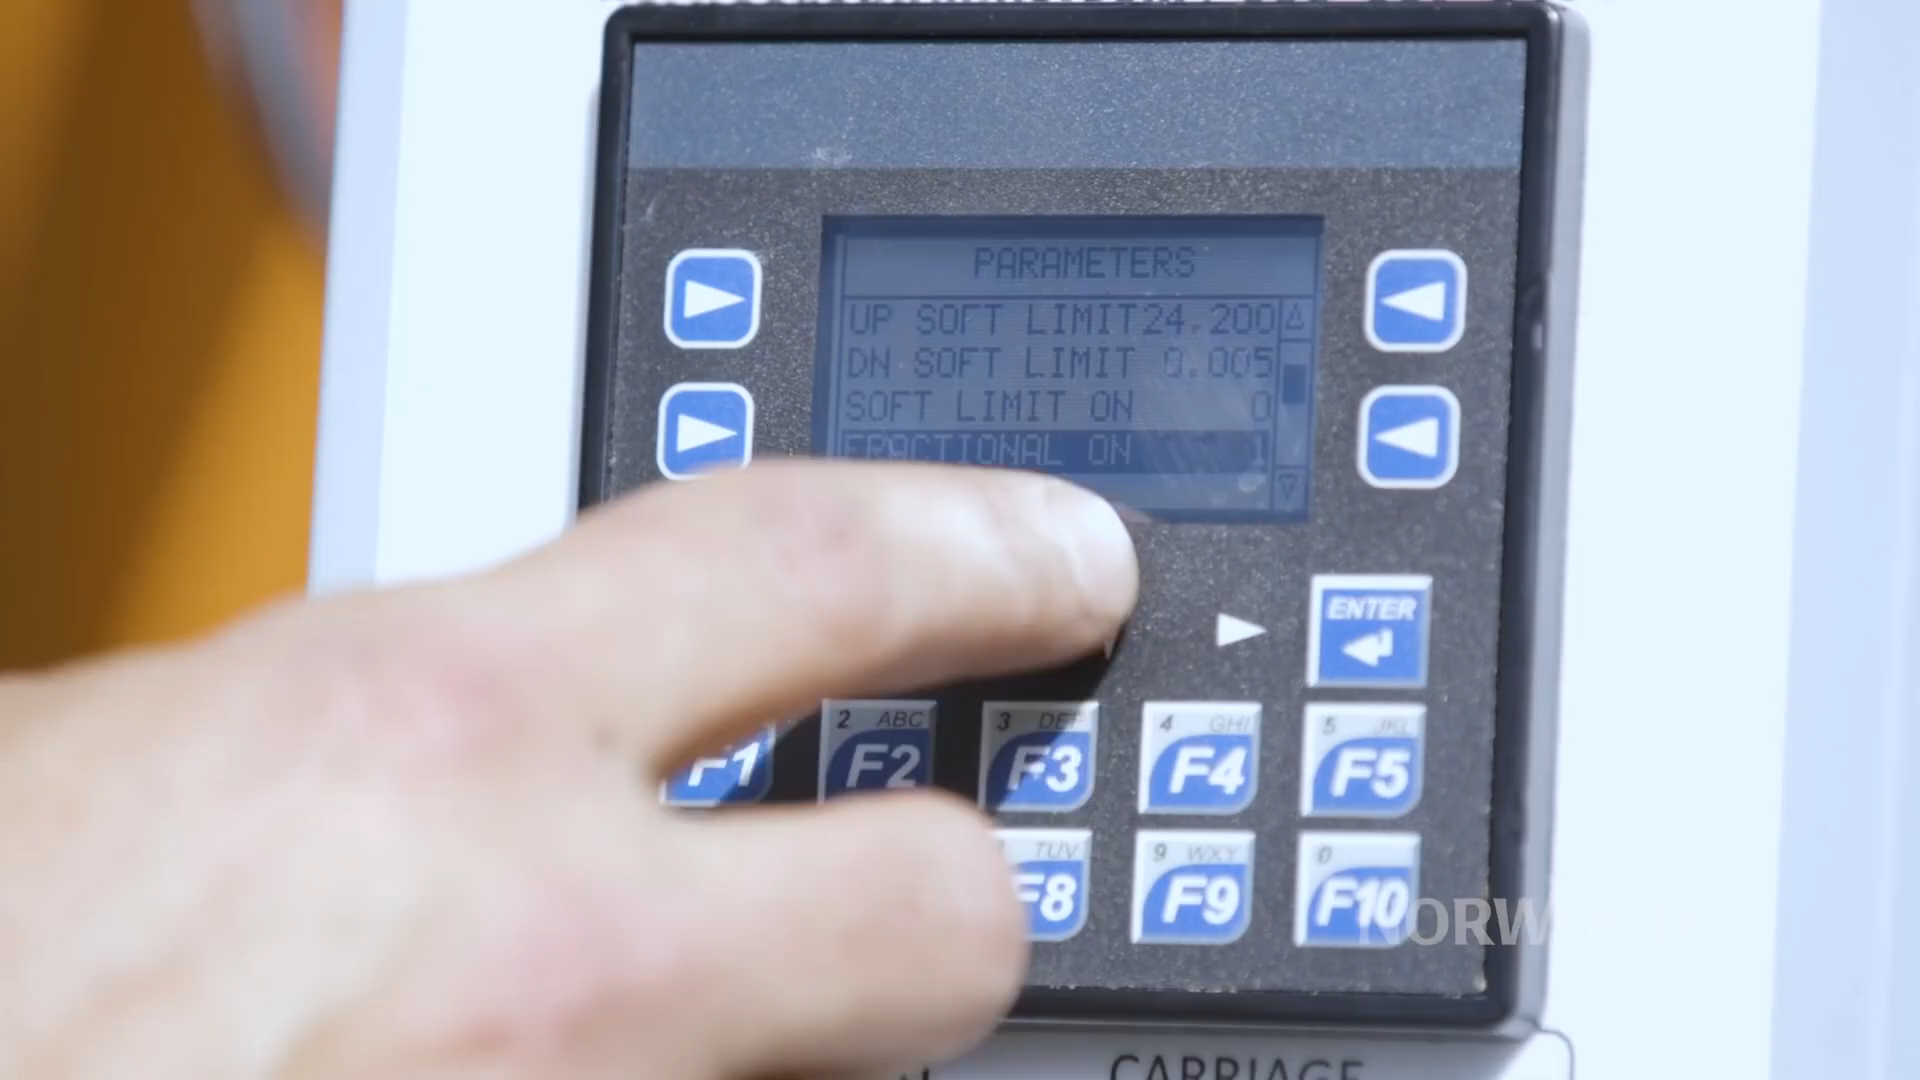 PARAMETERS
UP SOFT LIMIT 24.200
DN SOFT LIMIT 0.005
SOFT LIMIT ON 0
FRACTIONAL ON 1
ENTER
F1
2 ABC
F2
3 DEF
F3
4 GHI
F4
5 JKL
F5
TUV
F8
9 WXY
F9
0
F10
NORWOOD
CARRIAGE